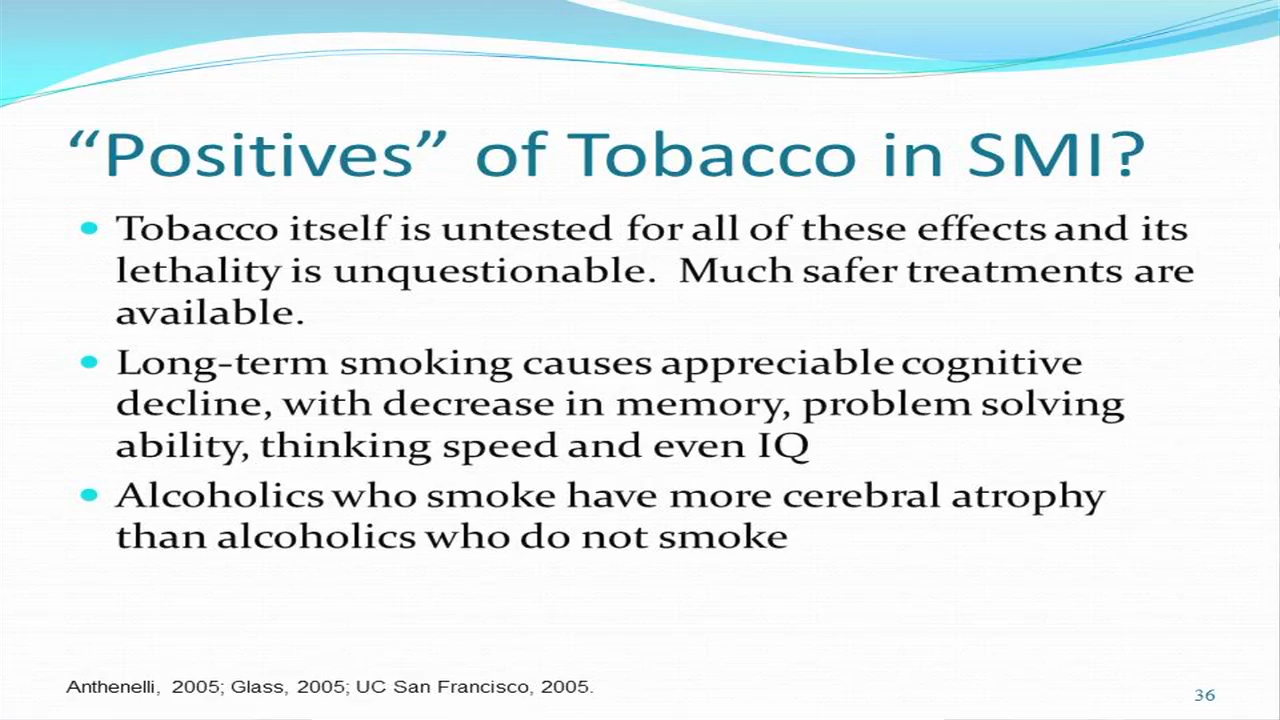 “Positives” of Tobacco in SMI?
Tobacco itself is untested for all of these effects and its
lethality is unquestionable.  Much safer treatments are
available.
Long-term smoking causes appreciable cognitive
decline, with decrease in memory, problem solving
ability, thinking speed and even IQ
Alcoholics who smoke have more cerebral atrophy
than alcoholics who do not smoke
Anthenelli, 2005; Glass, 2005; UC San Francisco, 2005.
36